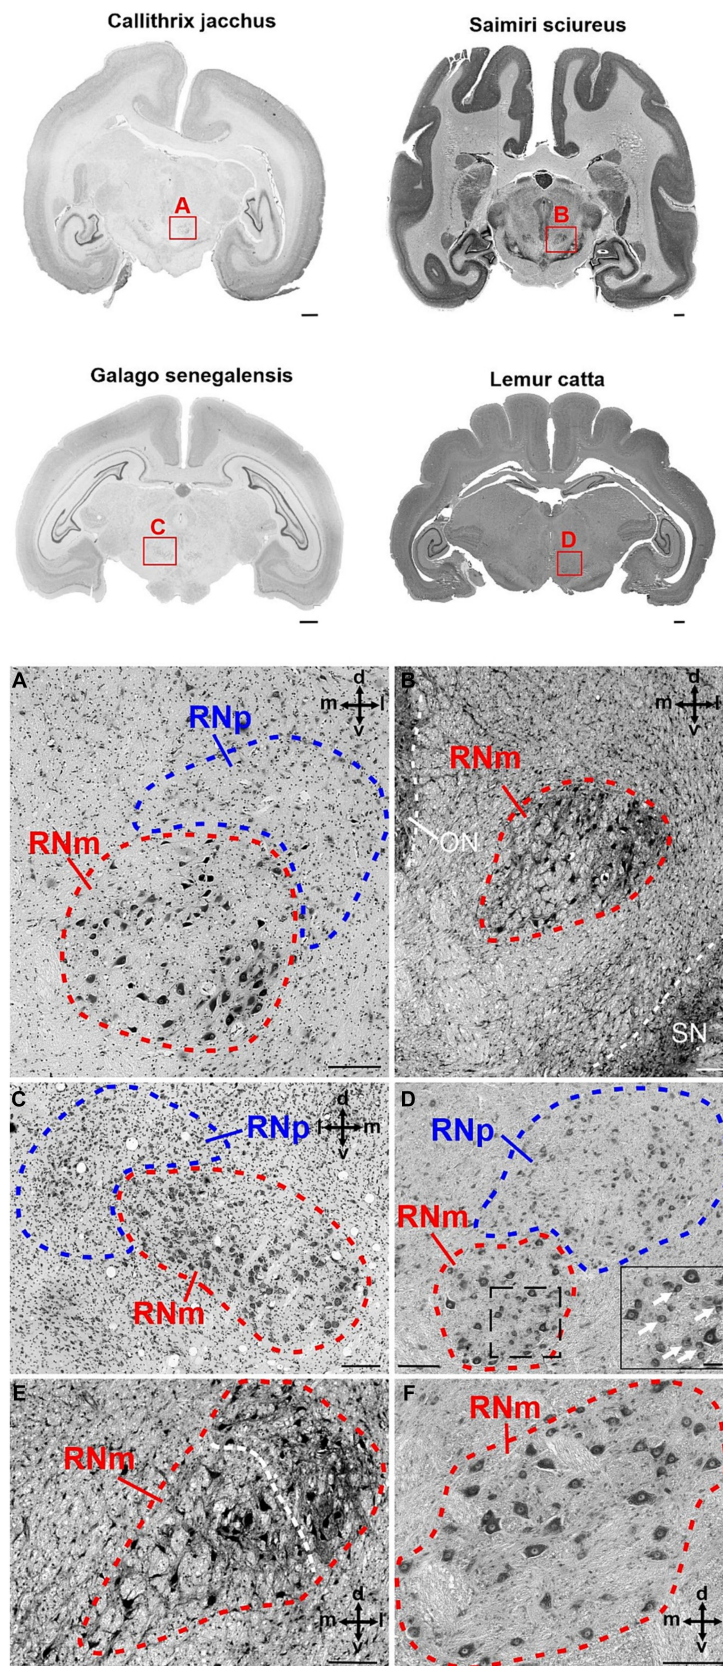 Callithrix jacchus
Saimiri sciureus
A
B
Galago senegalensis
Lemur catta
C
D
A
d
m l
v
RNp
RNm
B
d
m l
v
RNm
ON
SN
C
d
l m
v
RNp
RNm
D
RNp
RNm
E
RNm
d
m l
v
F
RNm
d
m l
v